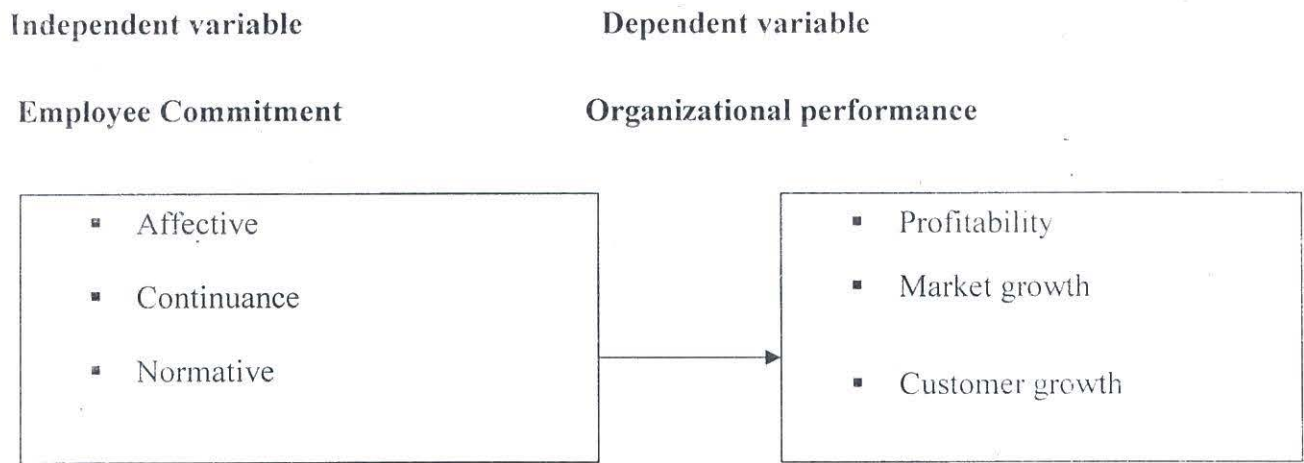 Independent variable
Dependent variable
Employee Commitment
Organizational performance
▪ Affective
▪ Continuance
▪ Normative
▪ Profitability
▪ Market growth
▪ Customer growth